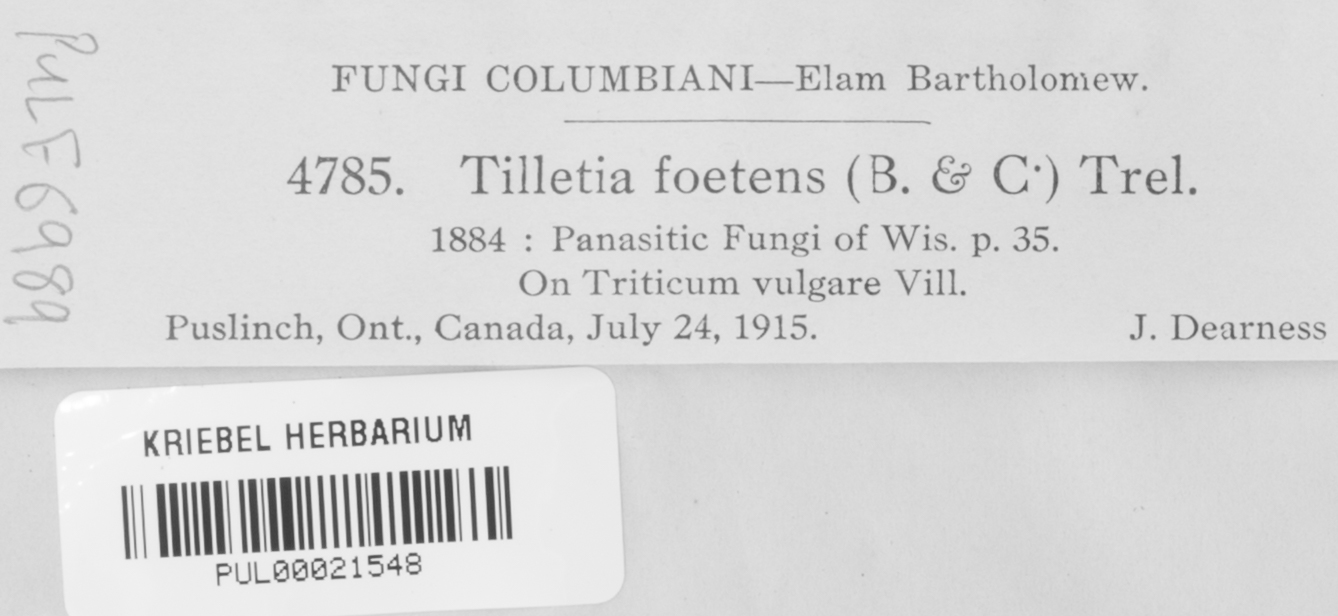 PUL F6989
FUNGI COLUMBIANI—Elam Bartholomew.
4785. Tilletia foetens (B. & C·) Trel.
1884 : Panasitic Fungi of Wis. p. 35.
On Triticum vulgare Vill.
Puslinch, Ont., Canada, July 24, 1915. J. Dearness
KRIEBEL HERBARIUM
PUL00021548